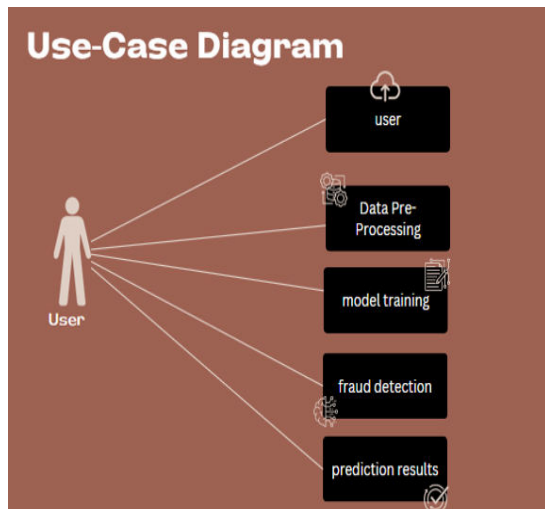 Use-Case Diagram
user
Data Pre-
Processing
model training
User
fraud detection
prediction results